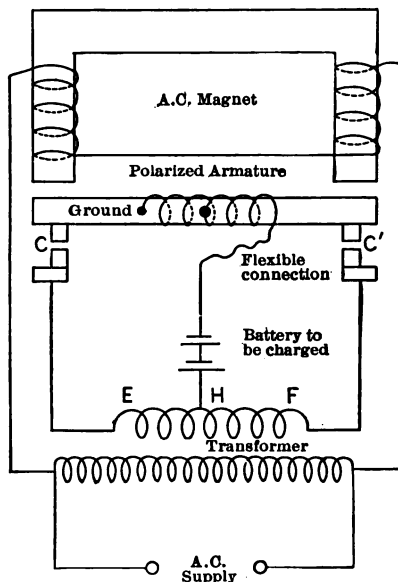 A.C. Magnet
Polarized Armature
Ground
C
C'
Flexible
connection
Battery to
be charged
E
H
F
Transformer
A.C.
Supply